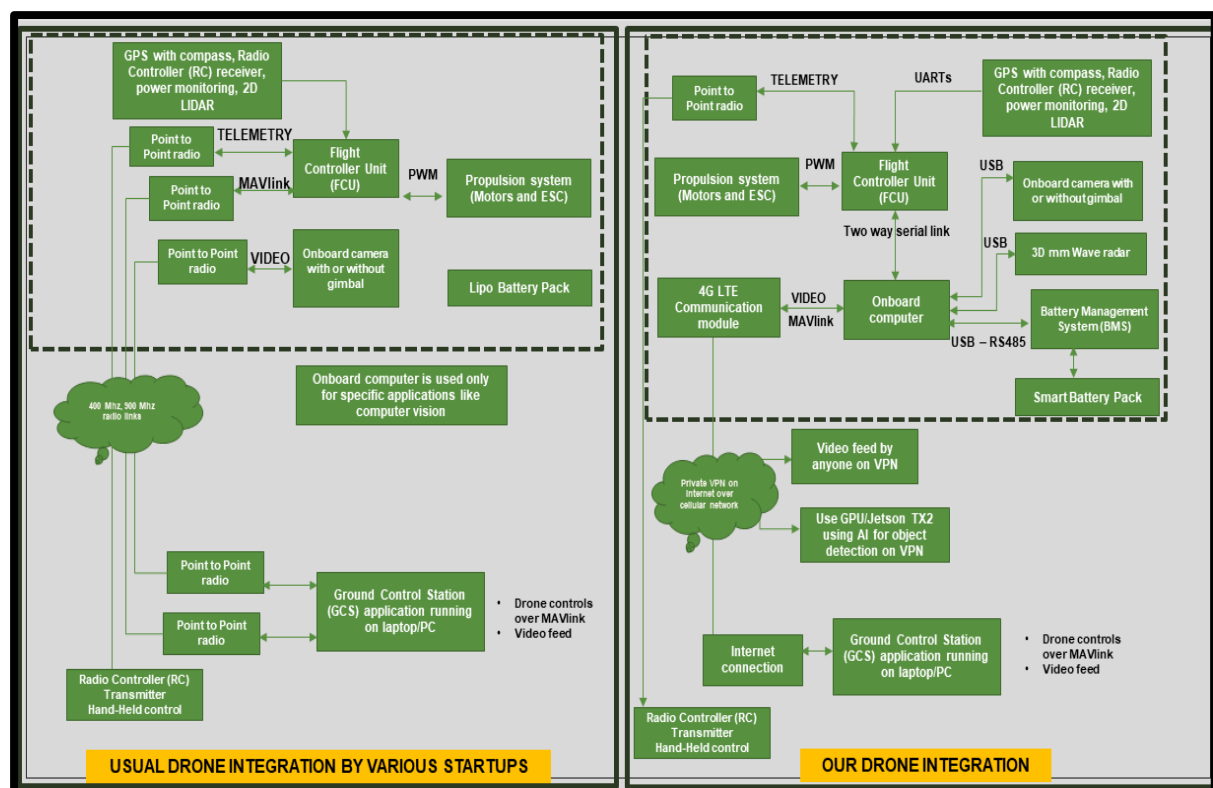 GPS with compass, Radio
Controller (RC) receiver,
power monitoring, 2D
LIDAR
Point to
Point radio
TELEMETRY
Flight
Controller Unit
(FCU)
MAVlink
Point to
Point radio
PWM
Propulsion system
(Motors and ESC)
Point to Point
radio
VIDEO
Onboard camera
with or without
gimbal
Lipo Battery Pack
400 Mhz, 900 Mhz
radio links
Onboard computer is used only
for specific applications like
computer vision
Point to Point
radio
Point to Point
radio
Ground Control Station
(GCS) application running
on laptop/PC
• Drone controls
over MAVlink
• Video feed
Radio Controller (RC)
Transmitter
Hand-Held control
USUAL DRONE INTEGRATION BY VARIOUS STARTUPS
Point to
Point radio
TELEMETRY
UARTs
GPS with compass, Radio
Controller (RC) receiver,
power monitoring, 2D
LIDAR
Propulsion system
(Motors and ESC)
PWM
Flight
Controller Unit
(FCU)
USB
Onboard camera with
or without gimbal
Two way serial link
USB
3D mm Wave radar
4G LTE
Communication
module
VIDEO
MAVlink
Onboard
computer
Battery Management
System (BMS)
USB – RS485
Smart Battery Pack
Private VPN on
Internet over
cellular network
Video feed by
anyone on VPN
Use GPU/Jetson TX2
using AI for object
detection on VPN
Internet
connection
Ground Control Station
(GCS) application running
on laptop/PC
• Drone controls
over MAVlink
• Video feed
Radio Controller (RC)
Transmitter
Hand-Held control
OUR DRONE INTEGRATION